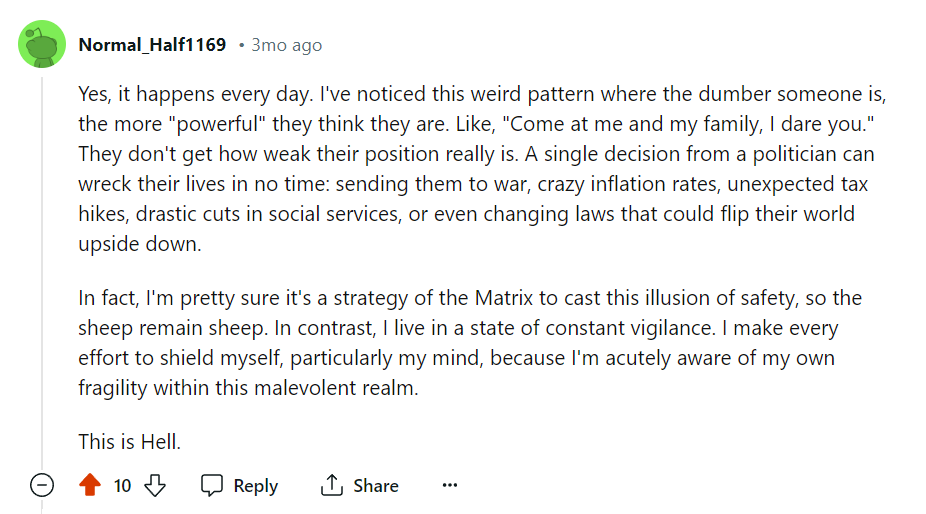 Normal_Half1169 • 3mo ago
Yes, it happens every day. I've noticed this weird pattern where the dumber someone is,
the more "powerful" they think they are. Like, "Come at me and my family, I dare you."
They don't get how weak their position really is. A single decision from a politician can
wreck their lives in no time: sending them to war, crazy inflation rates, unexpected tax
hikes, drastic cuts in social services, or even changing laws that could flip their world
upside down.
In fact, I'm pretty sure it's a strategy of the Matrix to cast this illusion of safety, so the
sheep remain sheep. In contrast, I live in a state of constant vigilance. I make every
effort to shield myself, particularly my mind, because I'm acutely aware of my own
fragility within this malevolent realm.
This is Hell.
10 Reply Share ...